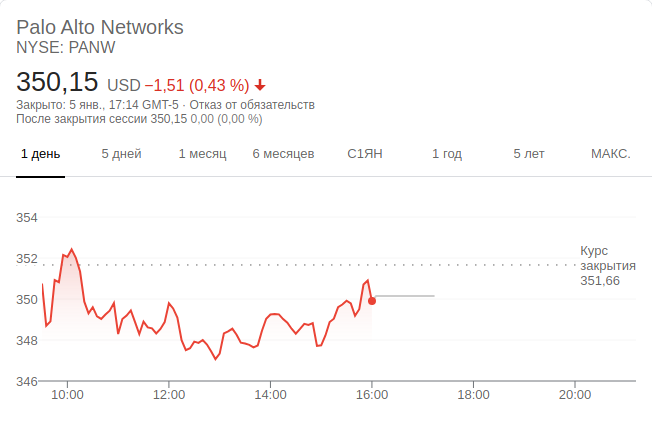 Palo Alto Networks
NYSE: PANW
350,15 USD −1,51 (0,43 %)
Закрыто: 5 янв., 17:14 GMT-5 · Отказ от обязательств
После закрытия сессии 350,15 0,00 (0,00 %)
1 день 5 дней 1 месяц 6 месяцев С1ЯН 1 год 5 лет МАКС.
354
352
350
348
346
Курс
закрытия
351,66
10:00 12:00 14:00 16:00 18:00 20:00